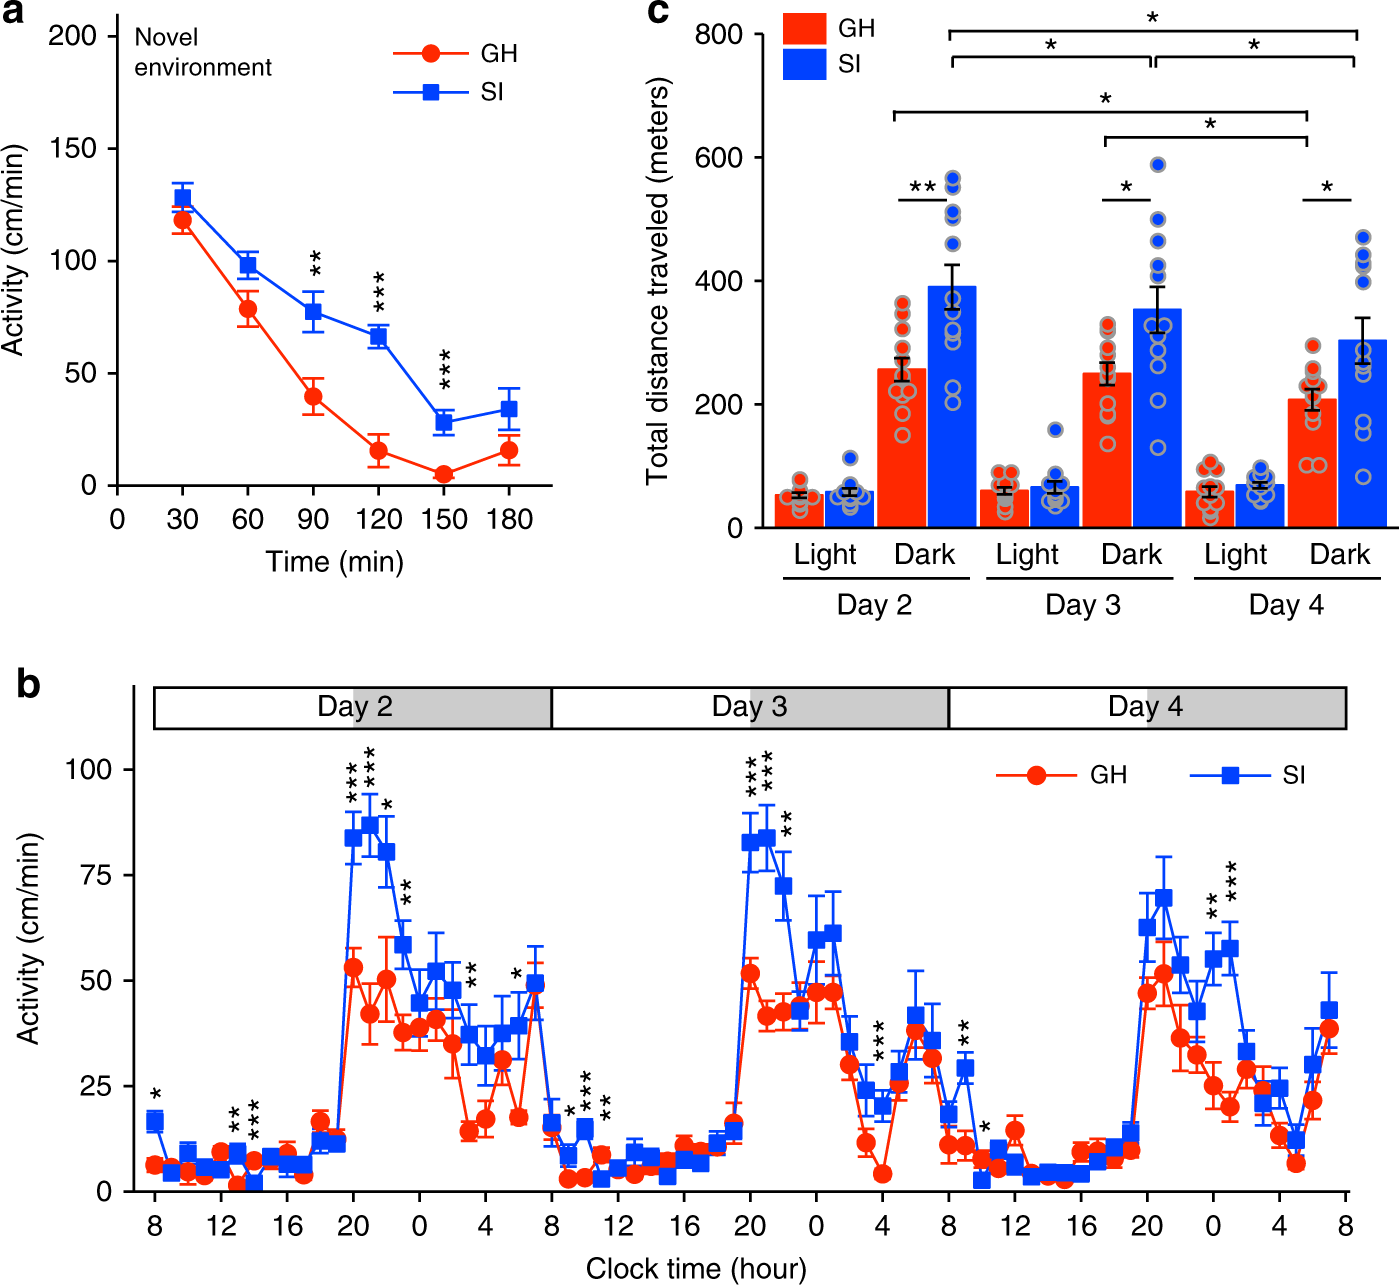 a
200
150
100
50
0
Activity (cm/min)
Novel
environment
GH
SI
**
***
***
0 30 60 90 120 150 180
Time (min)
c
800
600
400
200
0
Total distance traveled (meters)
GH
SI
*
* *
*
*
** * *
Light Dark Light Dark Light Dark
Day 2 Day 3 Day 4
b
Day 2 Day 3 Day 4
100
75
50
25
0
Activity (cm/min)
GH SI
* ** *** *** *** * ** ** * * *** ** *** *** ** *** ** * ** ***
8 12 16 20 0 4 8 12 16 20 0 4 8 12 16 20 0 4 8
Clock time (hour)